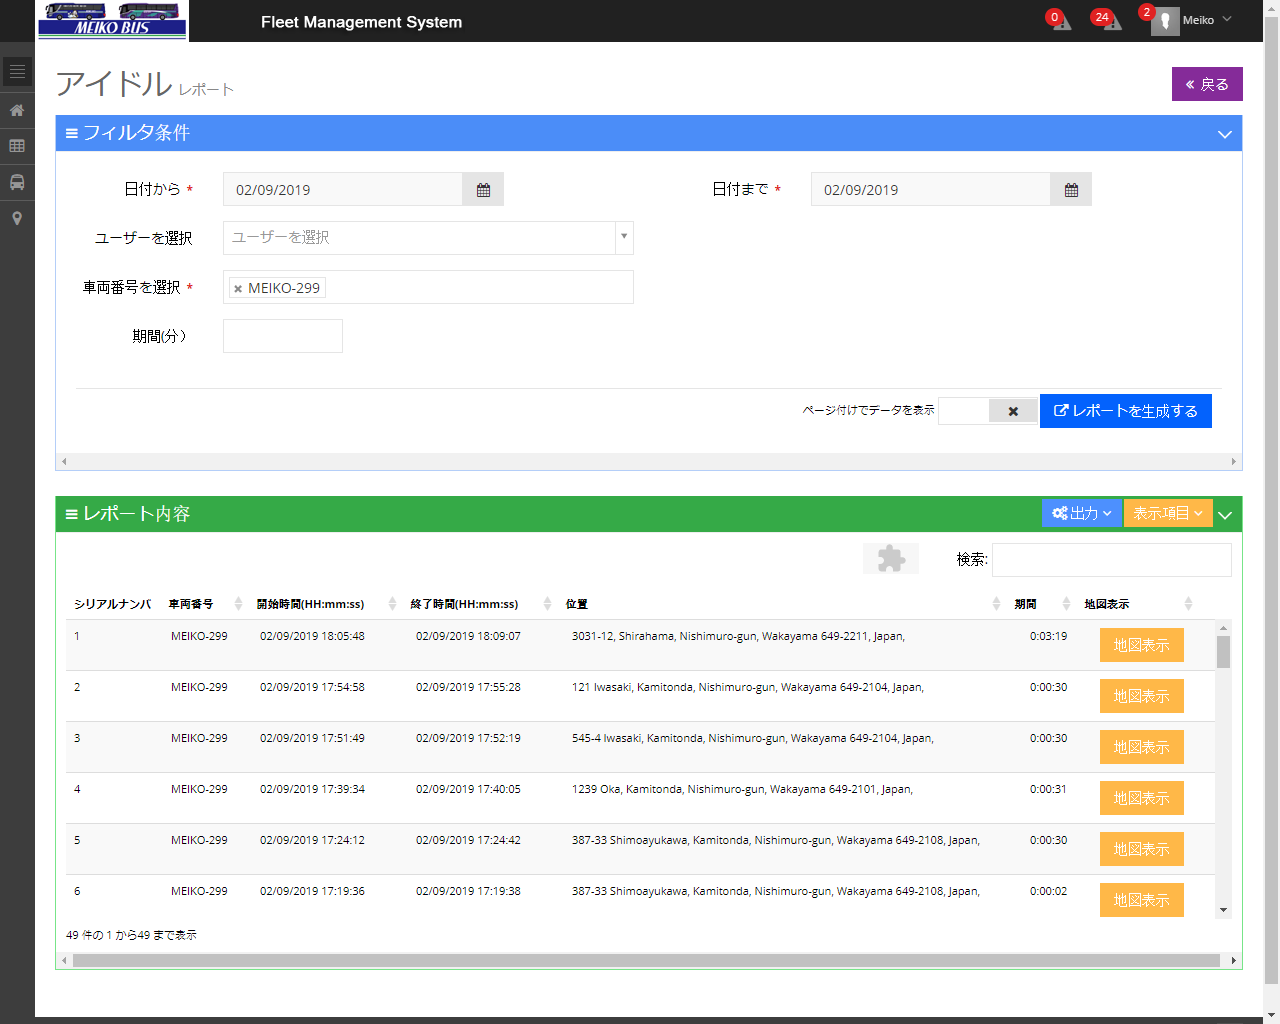 MEIKO BUS
Fleet Management System
0
24
2
Meiko
アイドル レポート
« 戻る
フィルタ条件
日付から *
02/09/2019
日付まで *
02/09/2019
ユーザーを選択
ユーザーを選択
車両番号を選択 *
× MEIKO-299
期間(分)
ページ付けでデータを表示
レポートを生成する
レポート内容
出力
表示項目
検索:
シリアルナンバ 車両番号 開始時間(HH:mm:ss) 終了時間(HH:mm:ss) 位置 期間 地図表示
1 MEIKO-299 02/09/2019 18:05:48 02/09/2019 18:09:07 3031-12, Shirahama, Nishimuro-gun, Wakayama 649-2211, Japan, 0:03:19 地図表示
2 MEIKO-299 02/09/2019 17:54:58 02/09/2019 17:55:28 121 Iwasaki, Kamitonda, Nishimuro-gun, Wakayama 649-2104, Japan, 0:00:30 地図表示
3 MEIKO-299 02/09/2019 17:51:49 02/09/2019 17:52:19 545-4 Iwasaki, Kamitonda, Nishimuro-gun, Wakayama 649-2104, Japan, 0:00:30 地図表示
4 MEIKO-299 02/09/2019 17:39:34 02/09/2019 17:40:05 1239 Oka, Kamitonda, Nishimuro-gun, Wakayama 649-2101, Japan, 0:00:31 地図表示
5 MEIKO-299 02/09/2019 17:24:12 02/09/2019 17:24:42 387-33 Shimoayukawa, Kamitonda, Nishimuro-gun, Wakayama 649-2108, Japan, 0:00:30 地図表示
6 MEIKO-299 02/09/2019 17:19:36 02/09/2019 17:19:38 387-33 Shimoayukawa, Kamitonda, Nishimuro-gun, Wakayama 649-2108, Japan, 0:00:02 地図表示
49 件の 1 から49 まで表示